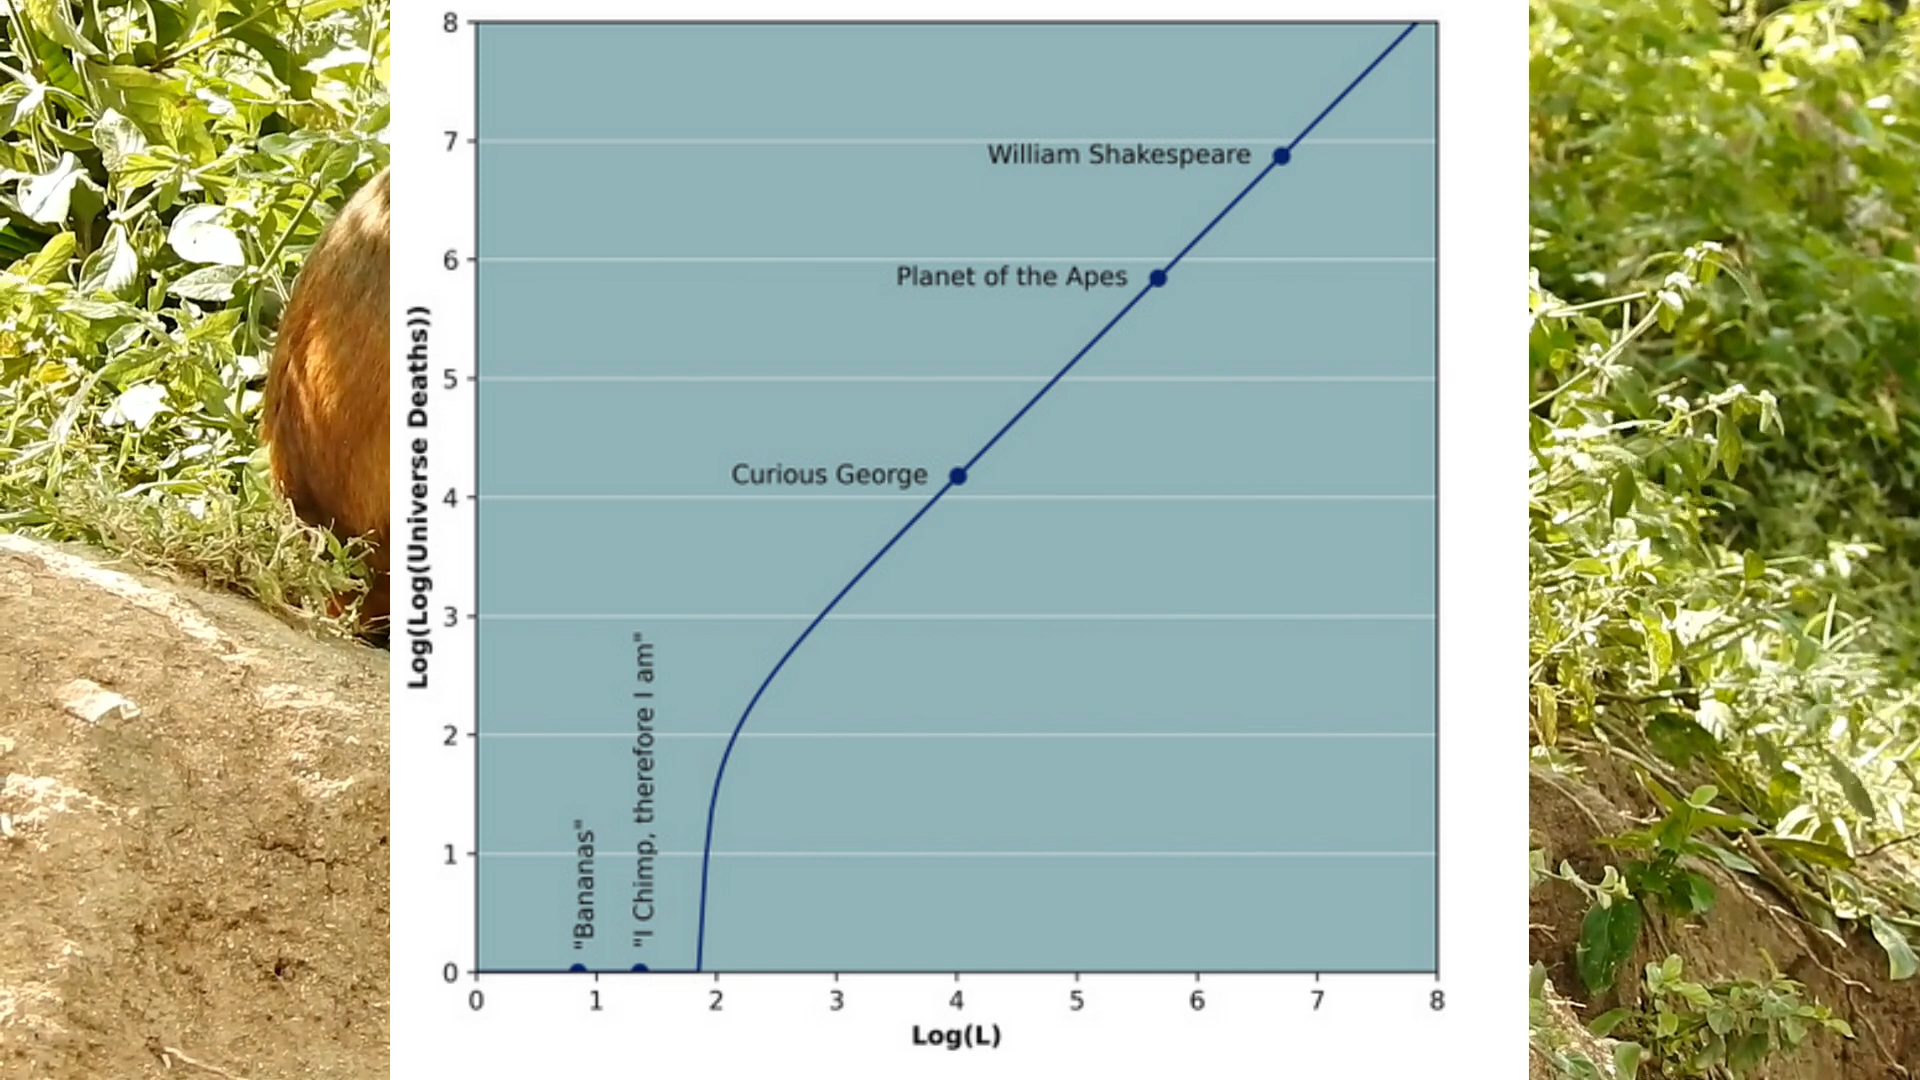 8
William Shakespeare
7
Planet of the Apes
6
5
Curious George
4
3
2
1
0
"Bananas"
"I Chimp, therefore I am"
Log(Log(Universe Deaths))
0 1 2 3 4 5 6 7 8
Log(L)